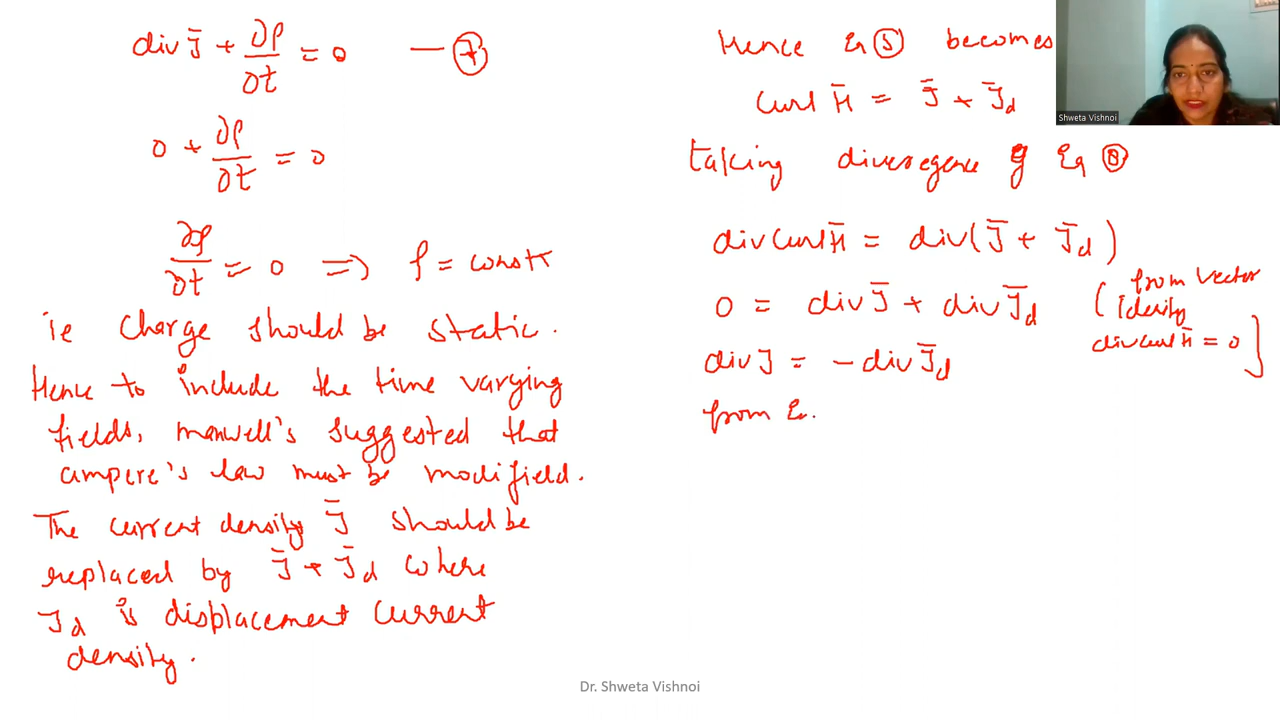 div J̄ + ∂ρ/∂t = 0 — ⑦
0 + ∂ρ/∂t = 0
∂ρ/∂t = 0 ⇒ ρ = constt
ie charge should be static.
Hence to include the time varying
fields, manwell's suggested that
ampere's law must be modifield.
The current density J̄ should be
replaced by J̄ + J̄d where
Jd is displacement current
density.
Hence Eq ⑤ becomes
Curl H̄ = J̄ + J̄d
taking divergence of Eq ⑧
div Curl H̄ = div(J̄ + J̄d)
0 = div J̄ + div J̄d
(from vector
Identity
div curl H̄ = 0)
div J = -div J̄d
from Eq.
Shweta Vishnoi
Dr. Shweta Vishnoi